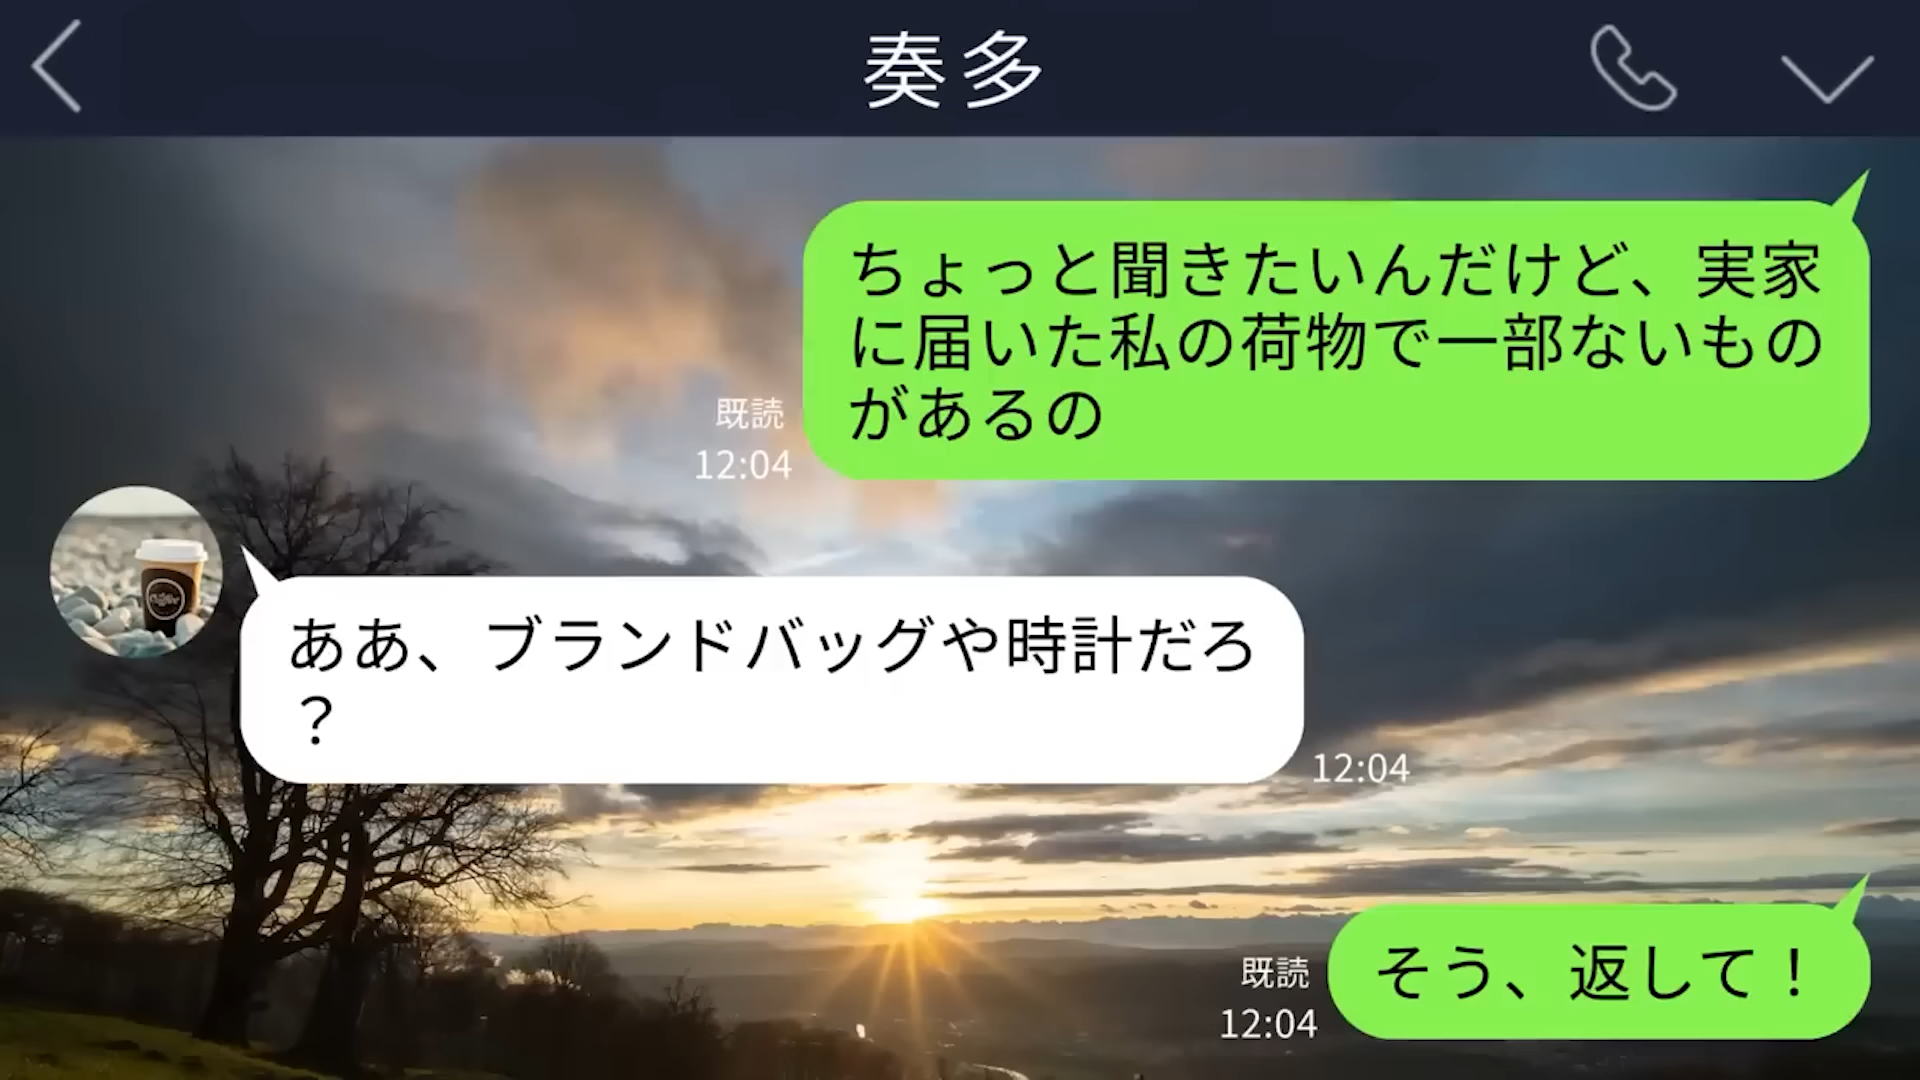 奏多
ちょっと聞きたいんだけど、実家
に届いた私の荷物で一部ないもの
があるの
既読
12:04
ああ、ブランドバッグや時計だろ
？
12:04
そう、返して！
既読
12:04